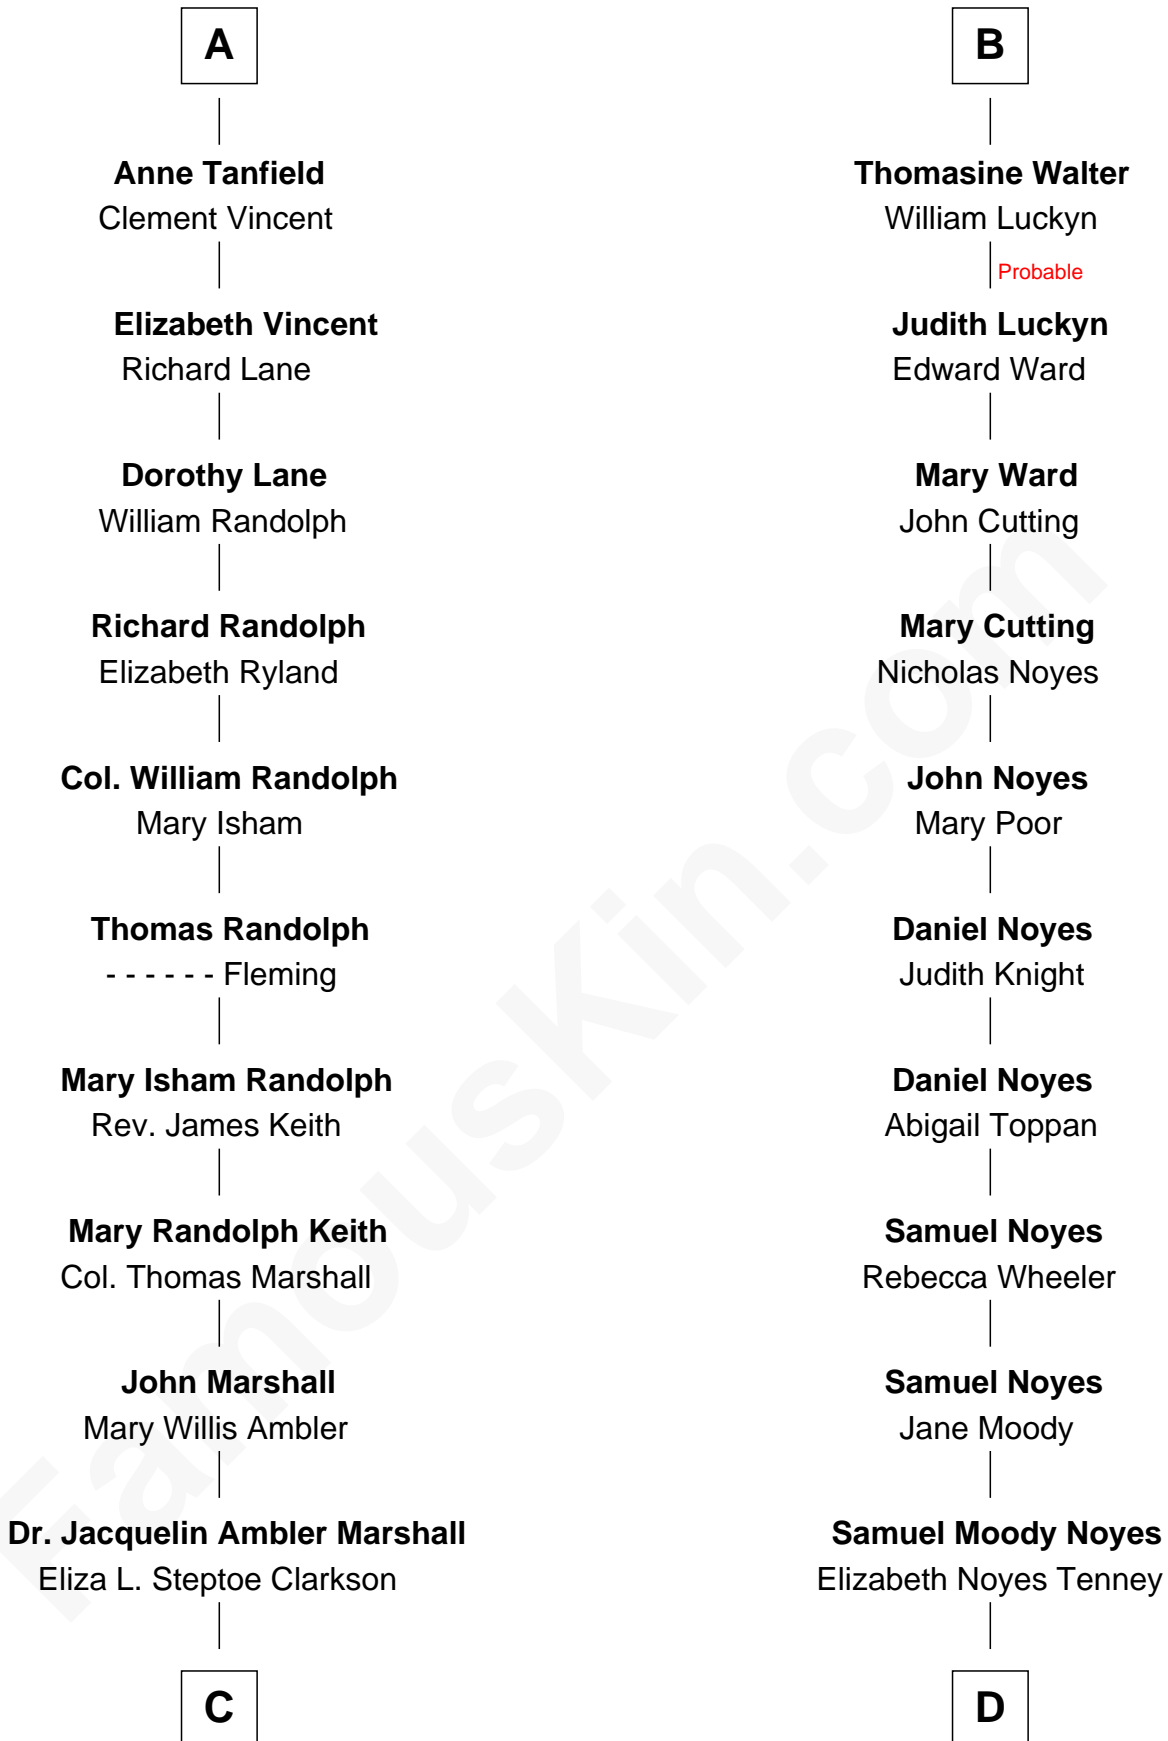 A
Anne Tanfield
Clement Vincent
Elizabeth Vincent
Richard Lane
Dorothy Lane
William Randolph
Richard Randolph
Elizabeth Ryland
Col. William Randolph
Mary Isham
Thomas Randolph
- - - - - - Fleming
Mary Isham Randolph
Rev. James Keith
Mary Randolph Keith
Col. Thomas Marshall
John Marshall
Mary Willis Ambler
Dr. Jacquelin Ambler Marshall
Eliza L. Steptoe Clarkson
C
B
Thomasine Walter
William Luckyn
Probable
Judith Luckyn
Edward Ward
Mary Ward
John Cutting
Mary Cutting
Nicholas Noyes
John Noyes
Mary Poor
Daniel Noyes
Judith Knight
Daniel Noyes
Abigail Toppan
Samuel Noyes
Rebecca Wheeler
Samuel Noyes
Jane Moody
Samuel Moody Noyes
Elizabeth Noyes Tenney
D
FamousKin.com